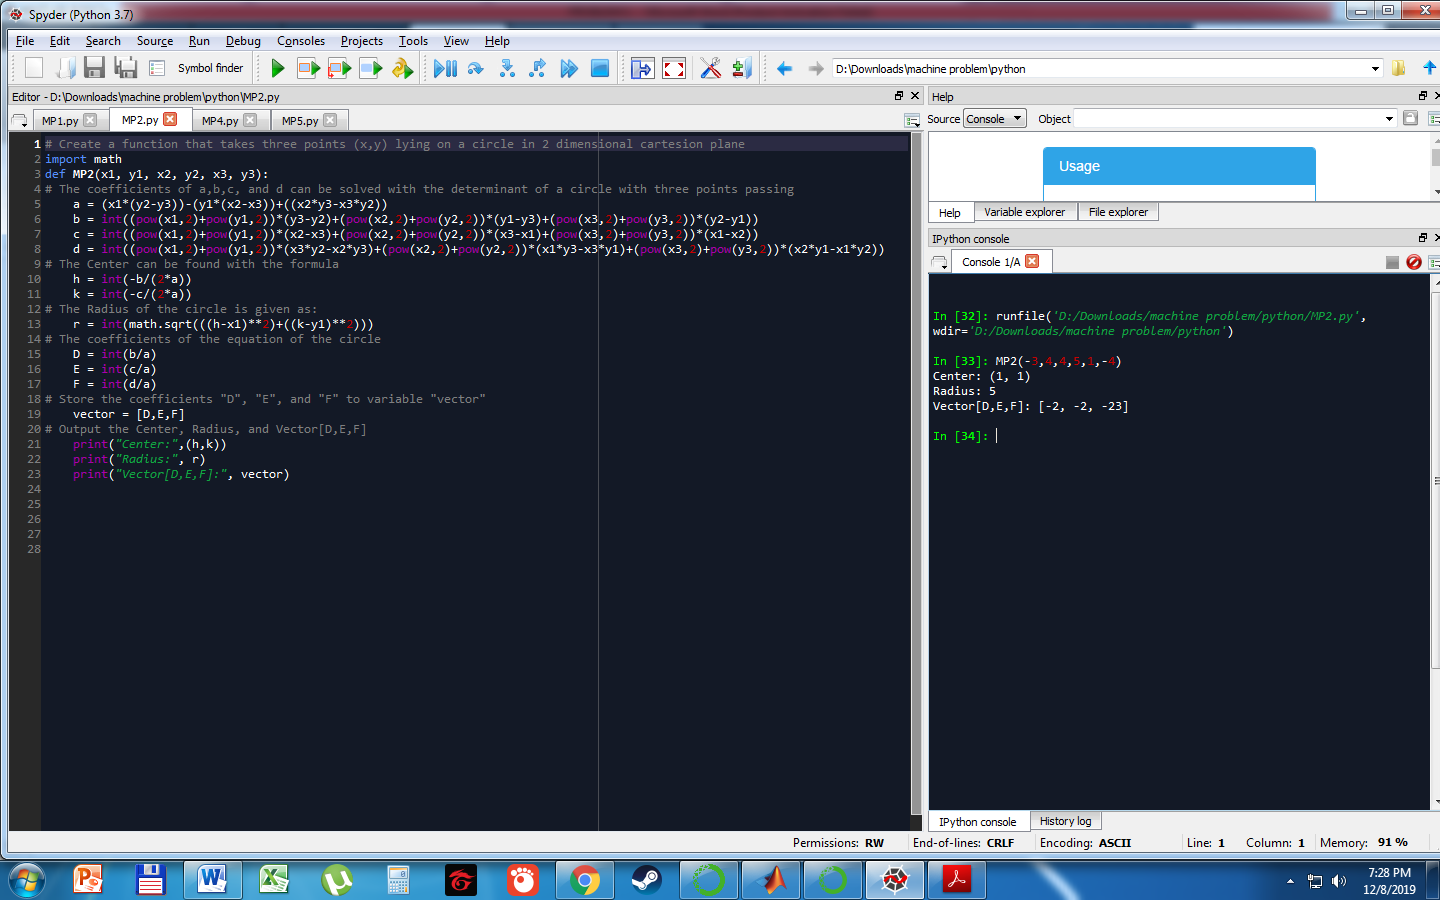 Spyder (Python 3.7)
File Edit Search Source Run Debug Consoles Projects Tools View Help
Symbol finder
D:\Downloads\machine problem\python
Editor - D:\Downloads\machine problem\python\MP2.py
MP1.py MP2.py MP4.py MP5.py
1 # Create a function that takes three points (x,y) lying on a circle in 2 dimensional cartesion plane
2 import math
3 def MP2(x1, y1, x2, y2, x3, y3):
4 # The coefficients of a,b,c, and d can be solved with the determinant of a circle with three points passing
5 a = (x1*(y2-y3))-(y1*(x2-x3))+((x2*y3-x3*y2))
6 b = int((pow(x1,2)+pow(y1,2))*(y3-y2)+(pow(x2,2)+pow(y2,2))*(y1-y3)+(pow(x3,2)+pow(y3,2))*(y2-y1))
7 c = int((pow(x1,2)+pow(y1,2))*(x2-x3)+(pow(x2,2)+pow(y2,2))*(x3-x1)+(pow(x3,2)+pow(y3,2))*(x1-x2))
8 d = int((pow(x1,2)+pow(y1,2))*(x3*y2-x2*y3)+(pow(x2,2)+pow(y2,2))*(x1*y3-x3*y1)+(pow(x3,2)+pow(y3,2))*(x2*y1-x1*y2))
9 # The Center can be found with the formula
10 h = int(-b/(2*a))
11 k = int(-c/(2*a))
12 # The Radius of the circle is given as:
13 r = int(math.sqrt(((h-x1)**2)+((k-y1)**2)))
14 # The coefficients of the equation of the circle
15 D = int(b/a)
16 E = int(c/a)
17 F = int(d/a)
18 # Store the coefficients "D", "E", and "F" to variable "vector"
19 vector = [D,E,F]
20 # Output the Center, Radius, and Vector[D,E,F]
21 print("Center:",(h,k))
22 print("Radius:", r)
23 print("Vector[D,E,F]:", vector)
24
25
26
27
28
Help
Source Console Object
Usage
Help Variable explorer File explorer
IPython console
Console 1/A
In [32]: runfile('D:/Downloads/machine problem/python/MP2.py',
wdir='D:/Downloads/machine problem/python')
In [33]: MP2(-3,4,4,5,1,-4)
Center: (1, 1)
Radius: 5
Vector[D,E,F]: [-2, -2, -23]
In [34]:
IPython console History log
Permissions: RW End-of-lines: CRLF Encoding: ASCII Line: 1 Column: 1 Memory: 91 %
7:28 PM
12/8/2019